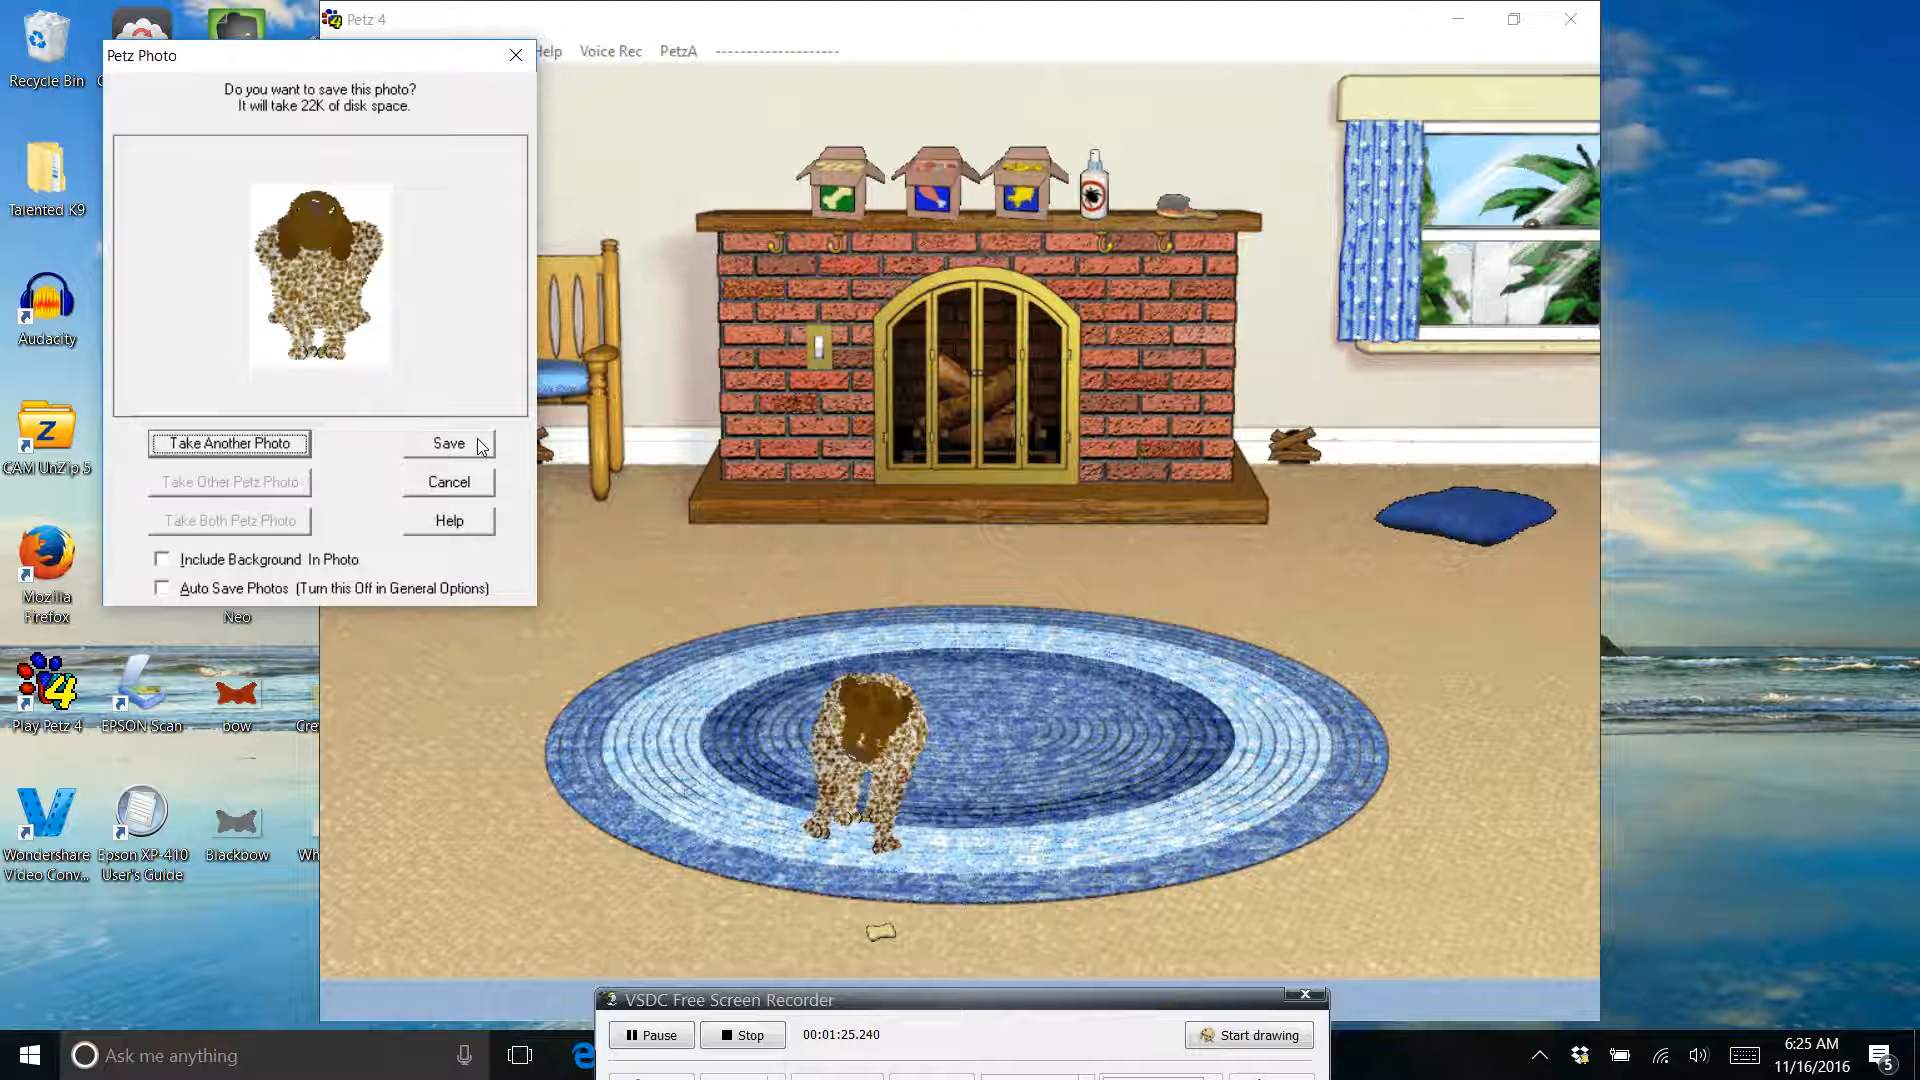 Petz 4
Help
Voice Rec
PetzA
--------------------
Petz Photo
Do you want to save this photo?
It will take 22K of disk space.
Take Another Photo
Save
Take Other Petz Photo
Cancel
Take Both Petz Photo
Help
Include Background In Photo
Auto Save Photos (Turn this Off in General Options)
Recycle Bin
Talented K9
Audacity
CAM UnZip 5
Mozilla
Firefox
Neo
Play Petz 4
EPSON Scan
bow
Cre
Wondershare
Video Conv...
Epson XP-410
User's Guide
Blackbow
Wh
VSDC Free Screen Recorder
Pause
Stop
00:01:25.240
Start drawing
Ask me anything
6:25 AM
11/16/2016
5